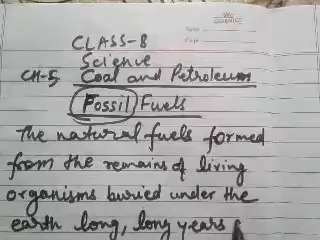 CLASS-8
Science
CH-5, Coal and Petroleum
Fossil Fuels
The natural fuels formed
from the remains of living
organisms buried under the
earth long, long years